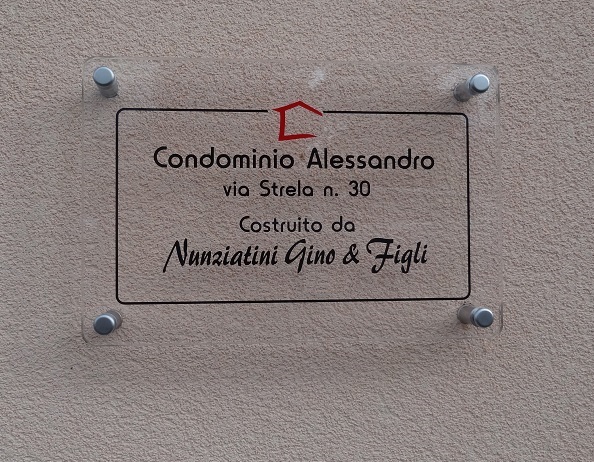 Condominio Alessandro
via Strela n. 30
Costruito da
Nunziatini Gino & Figli